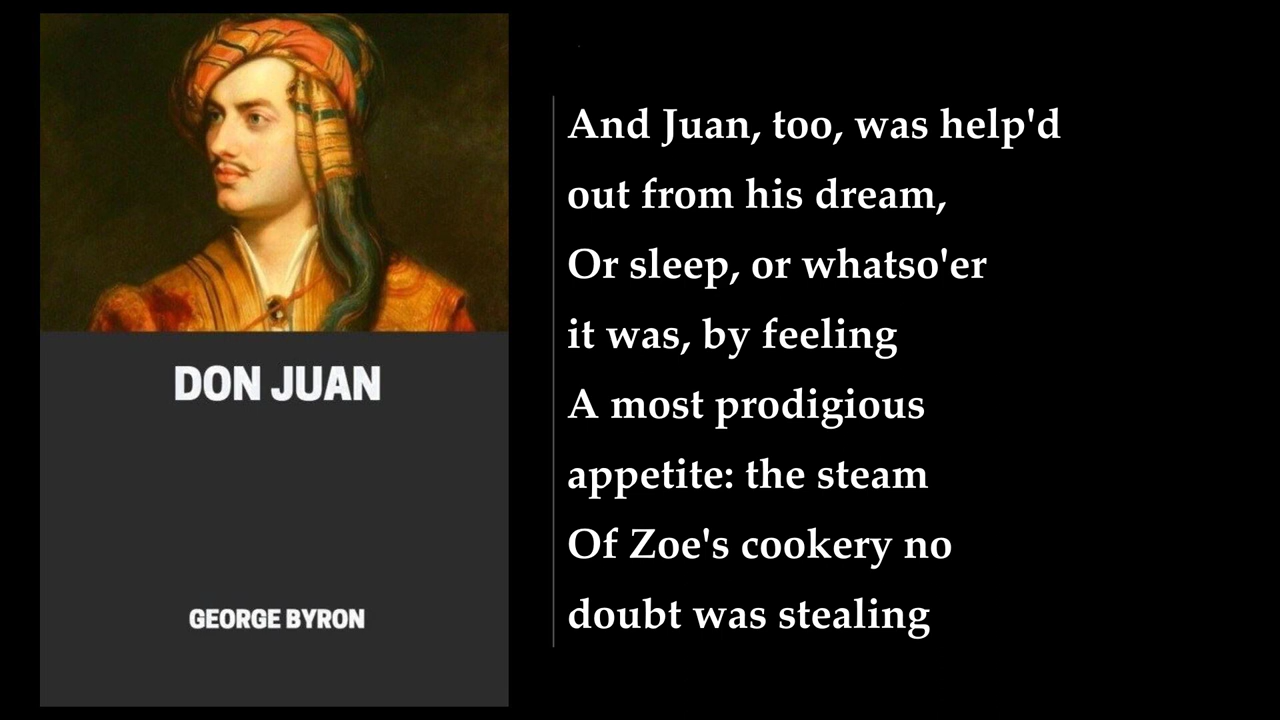 DON JUAN
GEORGE BYRON
And Juan, too, was help'd
out from his dream,
Or sleep, or whatso'er
it was, by feeling
A most prodigious
appetite: the steam
Of Zoe's cookery no
doubt was stealing